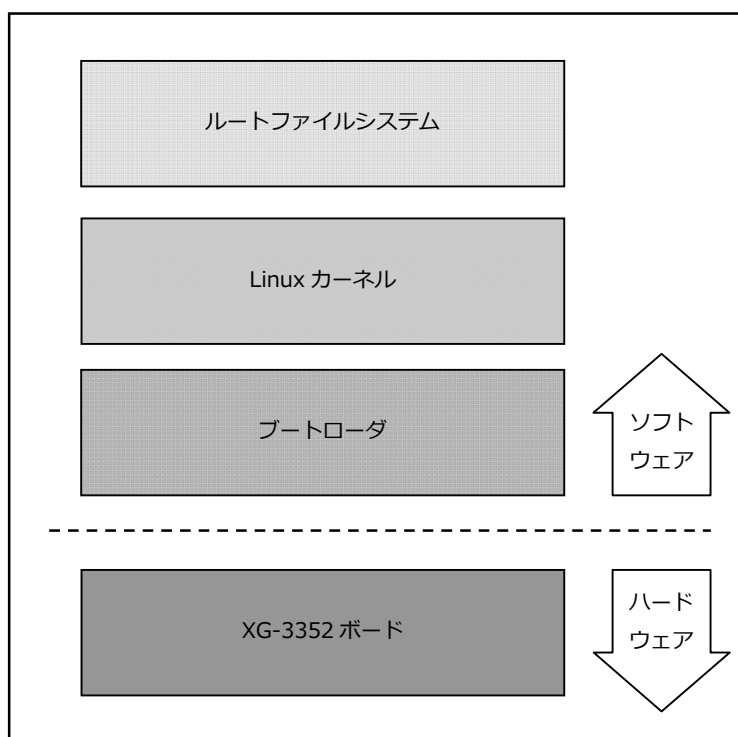 ルートファイルシステム
Linux カーネル
ブートローダ
ソフト
ウェア
XG-3352 ボード
ハード
ウェア